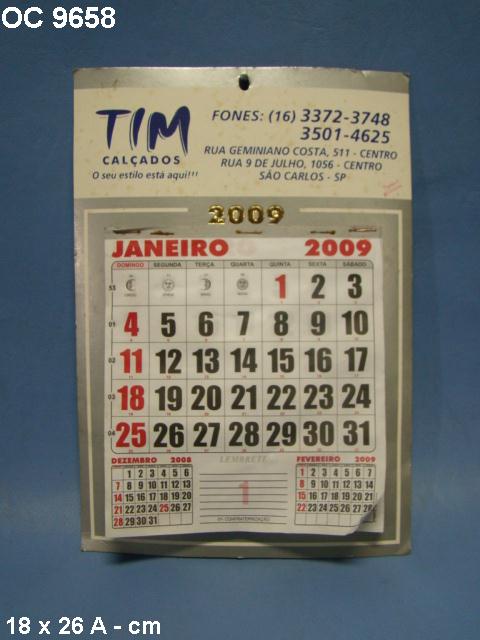 OC 9658
TIM
CALÇADOS
O seu estilo está aqui!!!
FONES: (16) 3372-3748
3501-4625
RUA GEMINIANO COSTA, 511 - CENTRO
RUA 9 DE JULHO, 1056 - CENTRO
SÃO CARLOS - SP
2009
JANEIRO 2009
DOMINGO SEGUNDA TERÇA QUARTA QUINTA SEXTA SÁBADO
53 1 2 3
01 4 5 6 7 8 9 10
11 12 13 14 15 16 17
18 19 20 21 22 23 24
04 25 26 27 28 29 30 31
DEZEMBRO 2008
1 2 3 4 5 6
7 8 9 10 11 12 13
14 15 16 17 18 19 20
21 22 23 24 25 26 27
28 29 30 31
LEMBRETE
1
FEVEREIRO 2009
1 2 3 4 5 6 7
8 9 10 11 12 13 14
15 16 17 18 19 20 21
22 23 24 25 26 27 28
18 x 26 A - cm